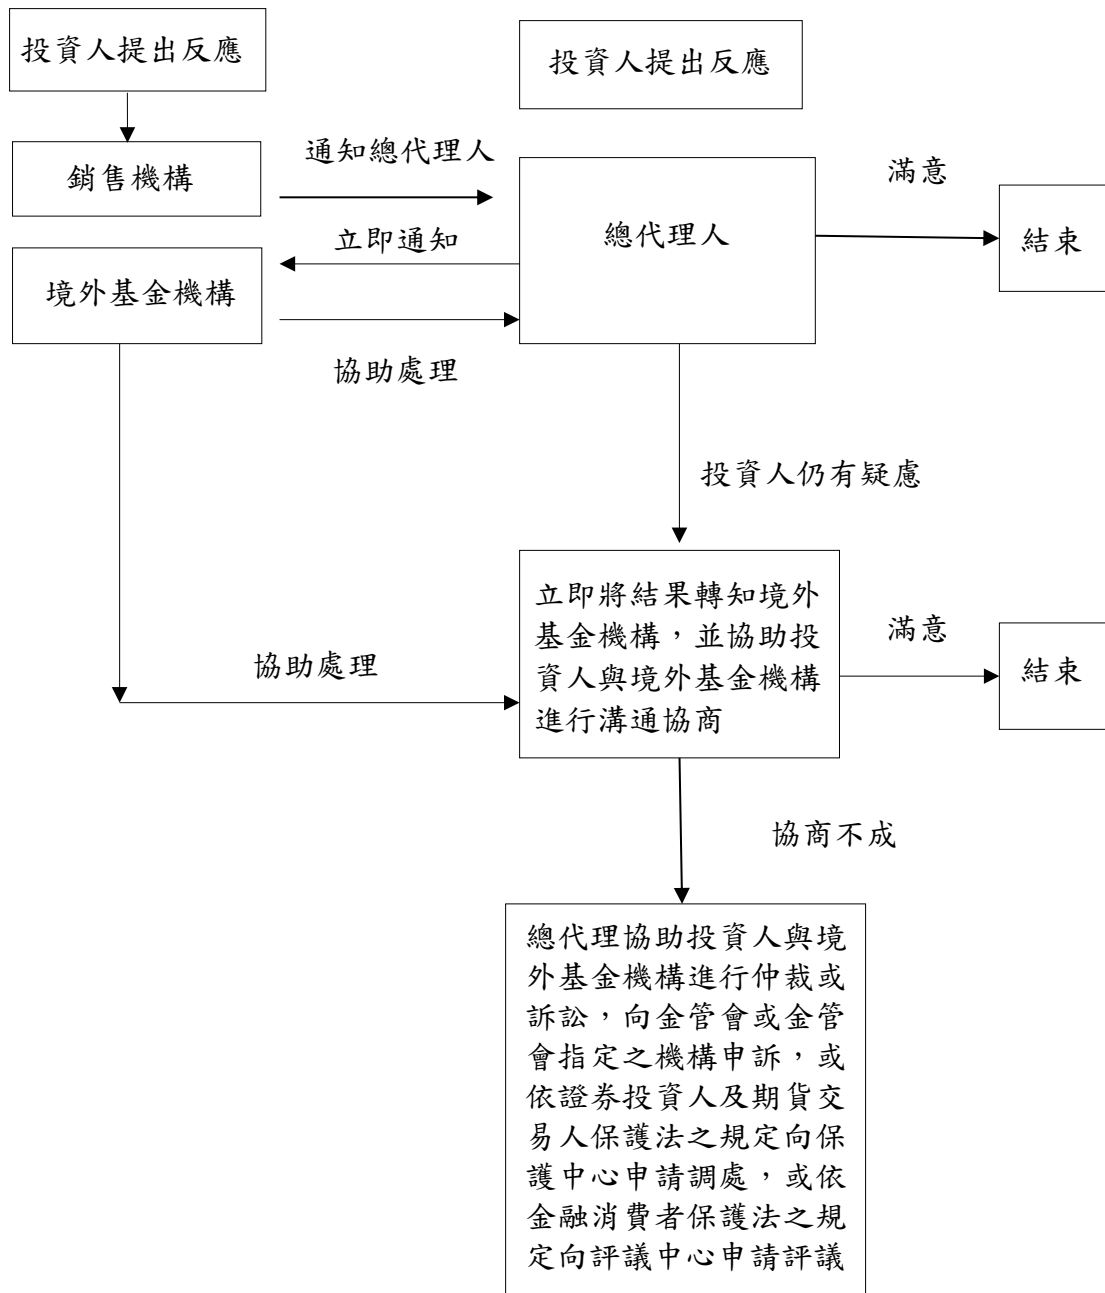 投資人提出反應
投資人提出反應
銷售機構
通知總代理人
總代理人
滿意
結束
立即通知
境外基金機構
協助處理
投資人仍有疑慮
立即將結果轉知境外
基金機構，並協助投
資人與境外基金機構
進行溝通協商
滿意
結束
協助處理
協商不成
總代理協助投資人與境
外基金機構進行仲裁或
訴訟，向金管會或金管
會指定之機構申訴，或
依證券投資人及期貨交
易人保護法之規定向保
護中心申請調處，或依
金融消費者保護法之規
定向評議中心申請評議